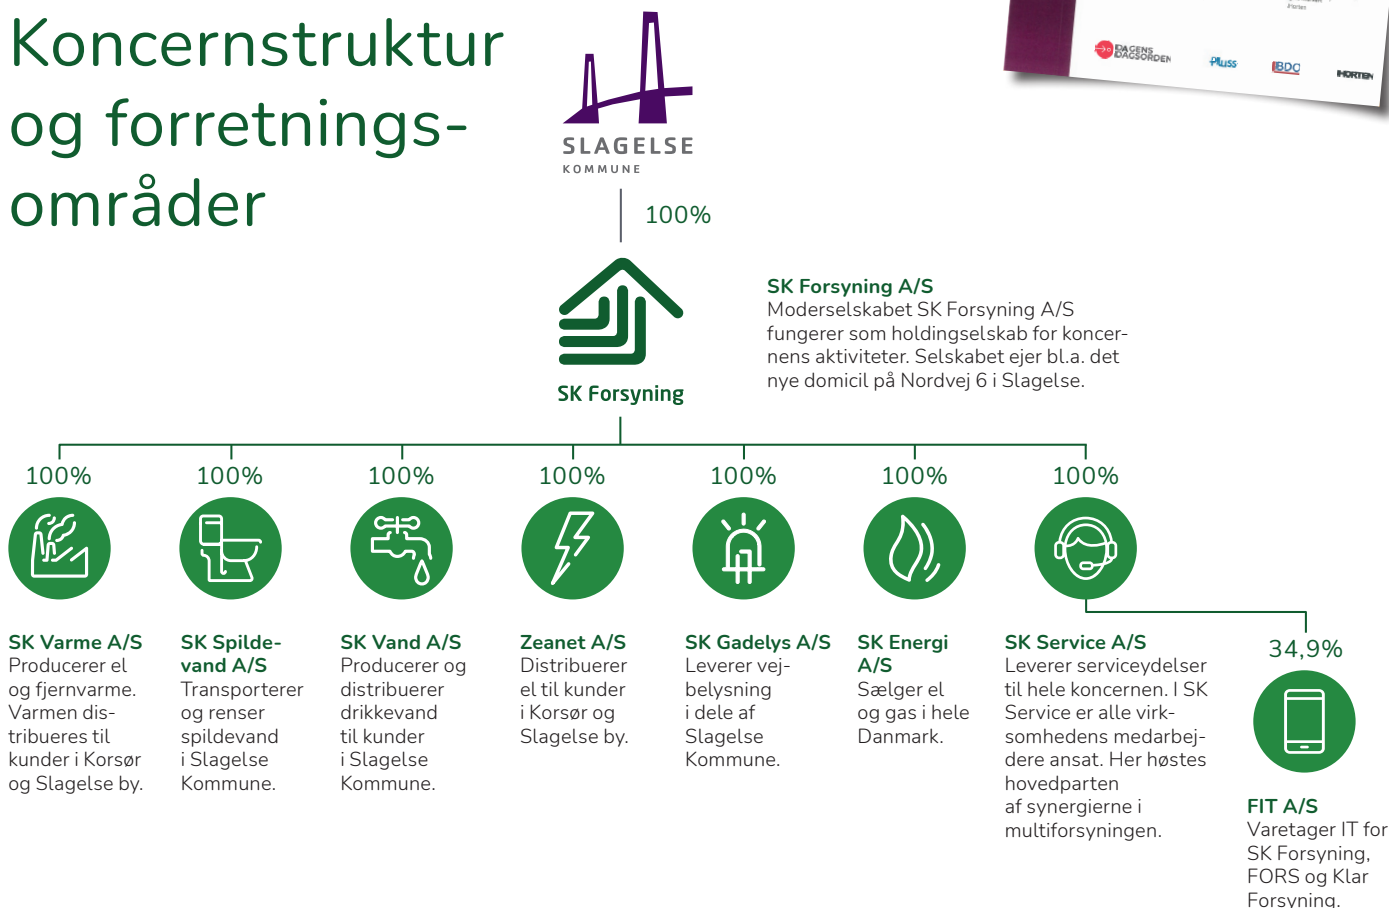 Koncernstruktur
og forretnings-
områder
DAGENS
DAGSORDEN
Pluss
BDO
HORTEN
SLAGELSE
KOMMUNE
100%
SK Forsyning
SK Forsyning A/S
Moderselskabet SK Forsyning A/S
fungerer som holdingselskab for koncer-
nens aktiviteter. Selskabet ejer bl.a. det
nye domicil på Nordvej 6 i Slagelse.
100%
100%
100%
100%
100%
100%
100%
SK Varme A/S
Producerer el
og fjernvarme.
Varmen dis-
tribueres til
kunder i Korsør
og Slagelse by.
SK Spilde-
vand A/S
Transporterer
og renser
spildevand
i Slagelse
Kommune.
SK Vand A/S
Producerer og
distribuerer
drikkevand
til kunder
i Slagelse
Kommune.
Zeanet A/S
Distribuerer
el til kunder
i Korsør og
Slagelse by.
SK Gadelys A/S
Leverer vej-
belysning
i dele af
Slagelse
Kommune.
SK Energi
A/S
Sælger el
og gas i hele
Danmark.
SK Service A/S
Leverer serviceydelser
til hele koncernen. I SK
Service er alle virk-
somhedens medarbej-
dere ansat. Her høstes
hovedparten
af synergierne i
multiforsyningen.
34,9%
FIT A/S
Varetager IT for
SK Forsyning,
FORS og Klar
Forsyning.